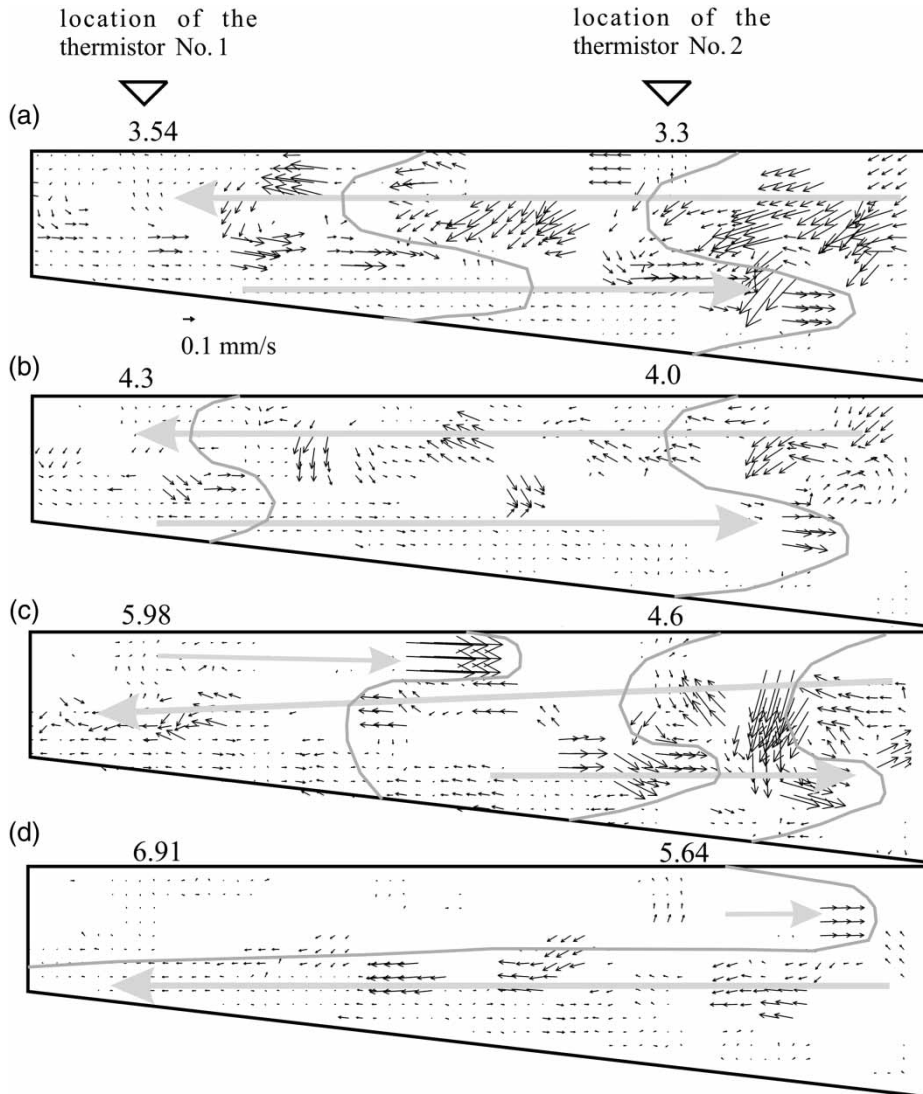 location of the
thermistor No. 1
location of the
thermistor No. 2
(a)
3.54
3.3
0.1 mm/s
(b)
4.3
4.0
(c)
5.98
4.6
(d)
6.91
5.64